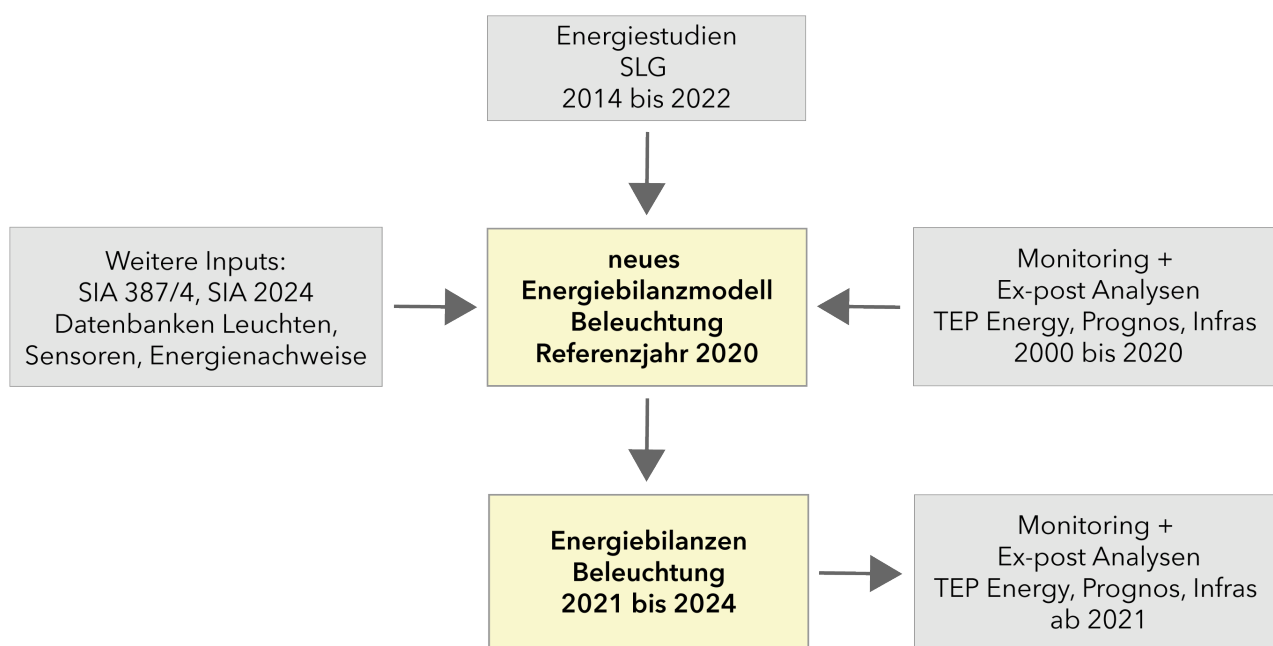 Energiestudien
SLG
2014 bis 2022
Weitere Inputs:
SIA 387/4, SIA 2024
Datenbanken Leuchten,
Sensoren, Energienachweise
neues
Energiebilanzmodell
Beleuchtung
Referenzjahr 2020
Monitoring +
Ex-post Analysen
TEP Energy, Prognos, Infras
2000 bis 2020
Energiebilanzen
Beleuchtung
2021 bis 2024
Monitoring +
Ex-post Analysen
TEP Energy, Prognos, Infras
ab 2021